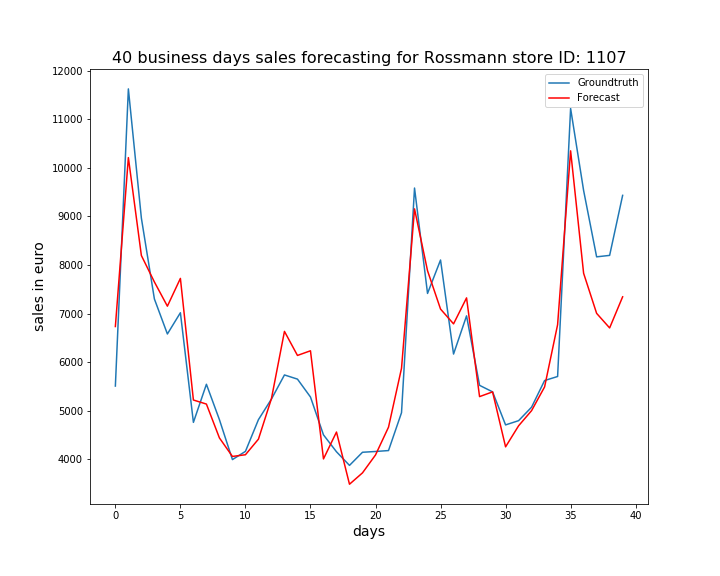 40 business days sales forecasting for Rossmann store ID: 1107
Groundtruth
Forecast
12000
11000
10000
9000
8000
7000
6000
5000
4000
sales in euro
0 5 10 15 20 25 30 35 40
days